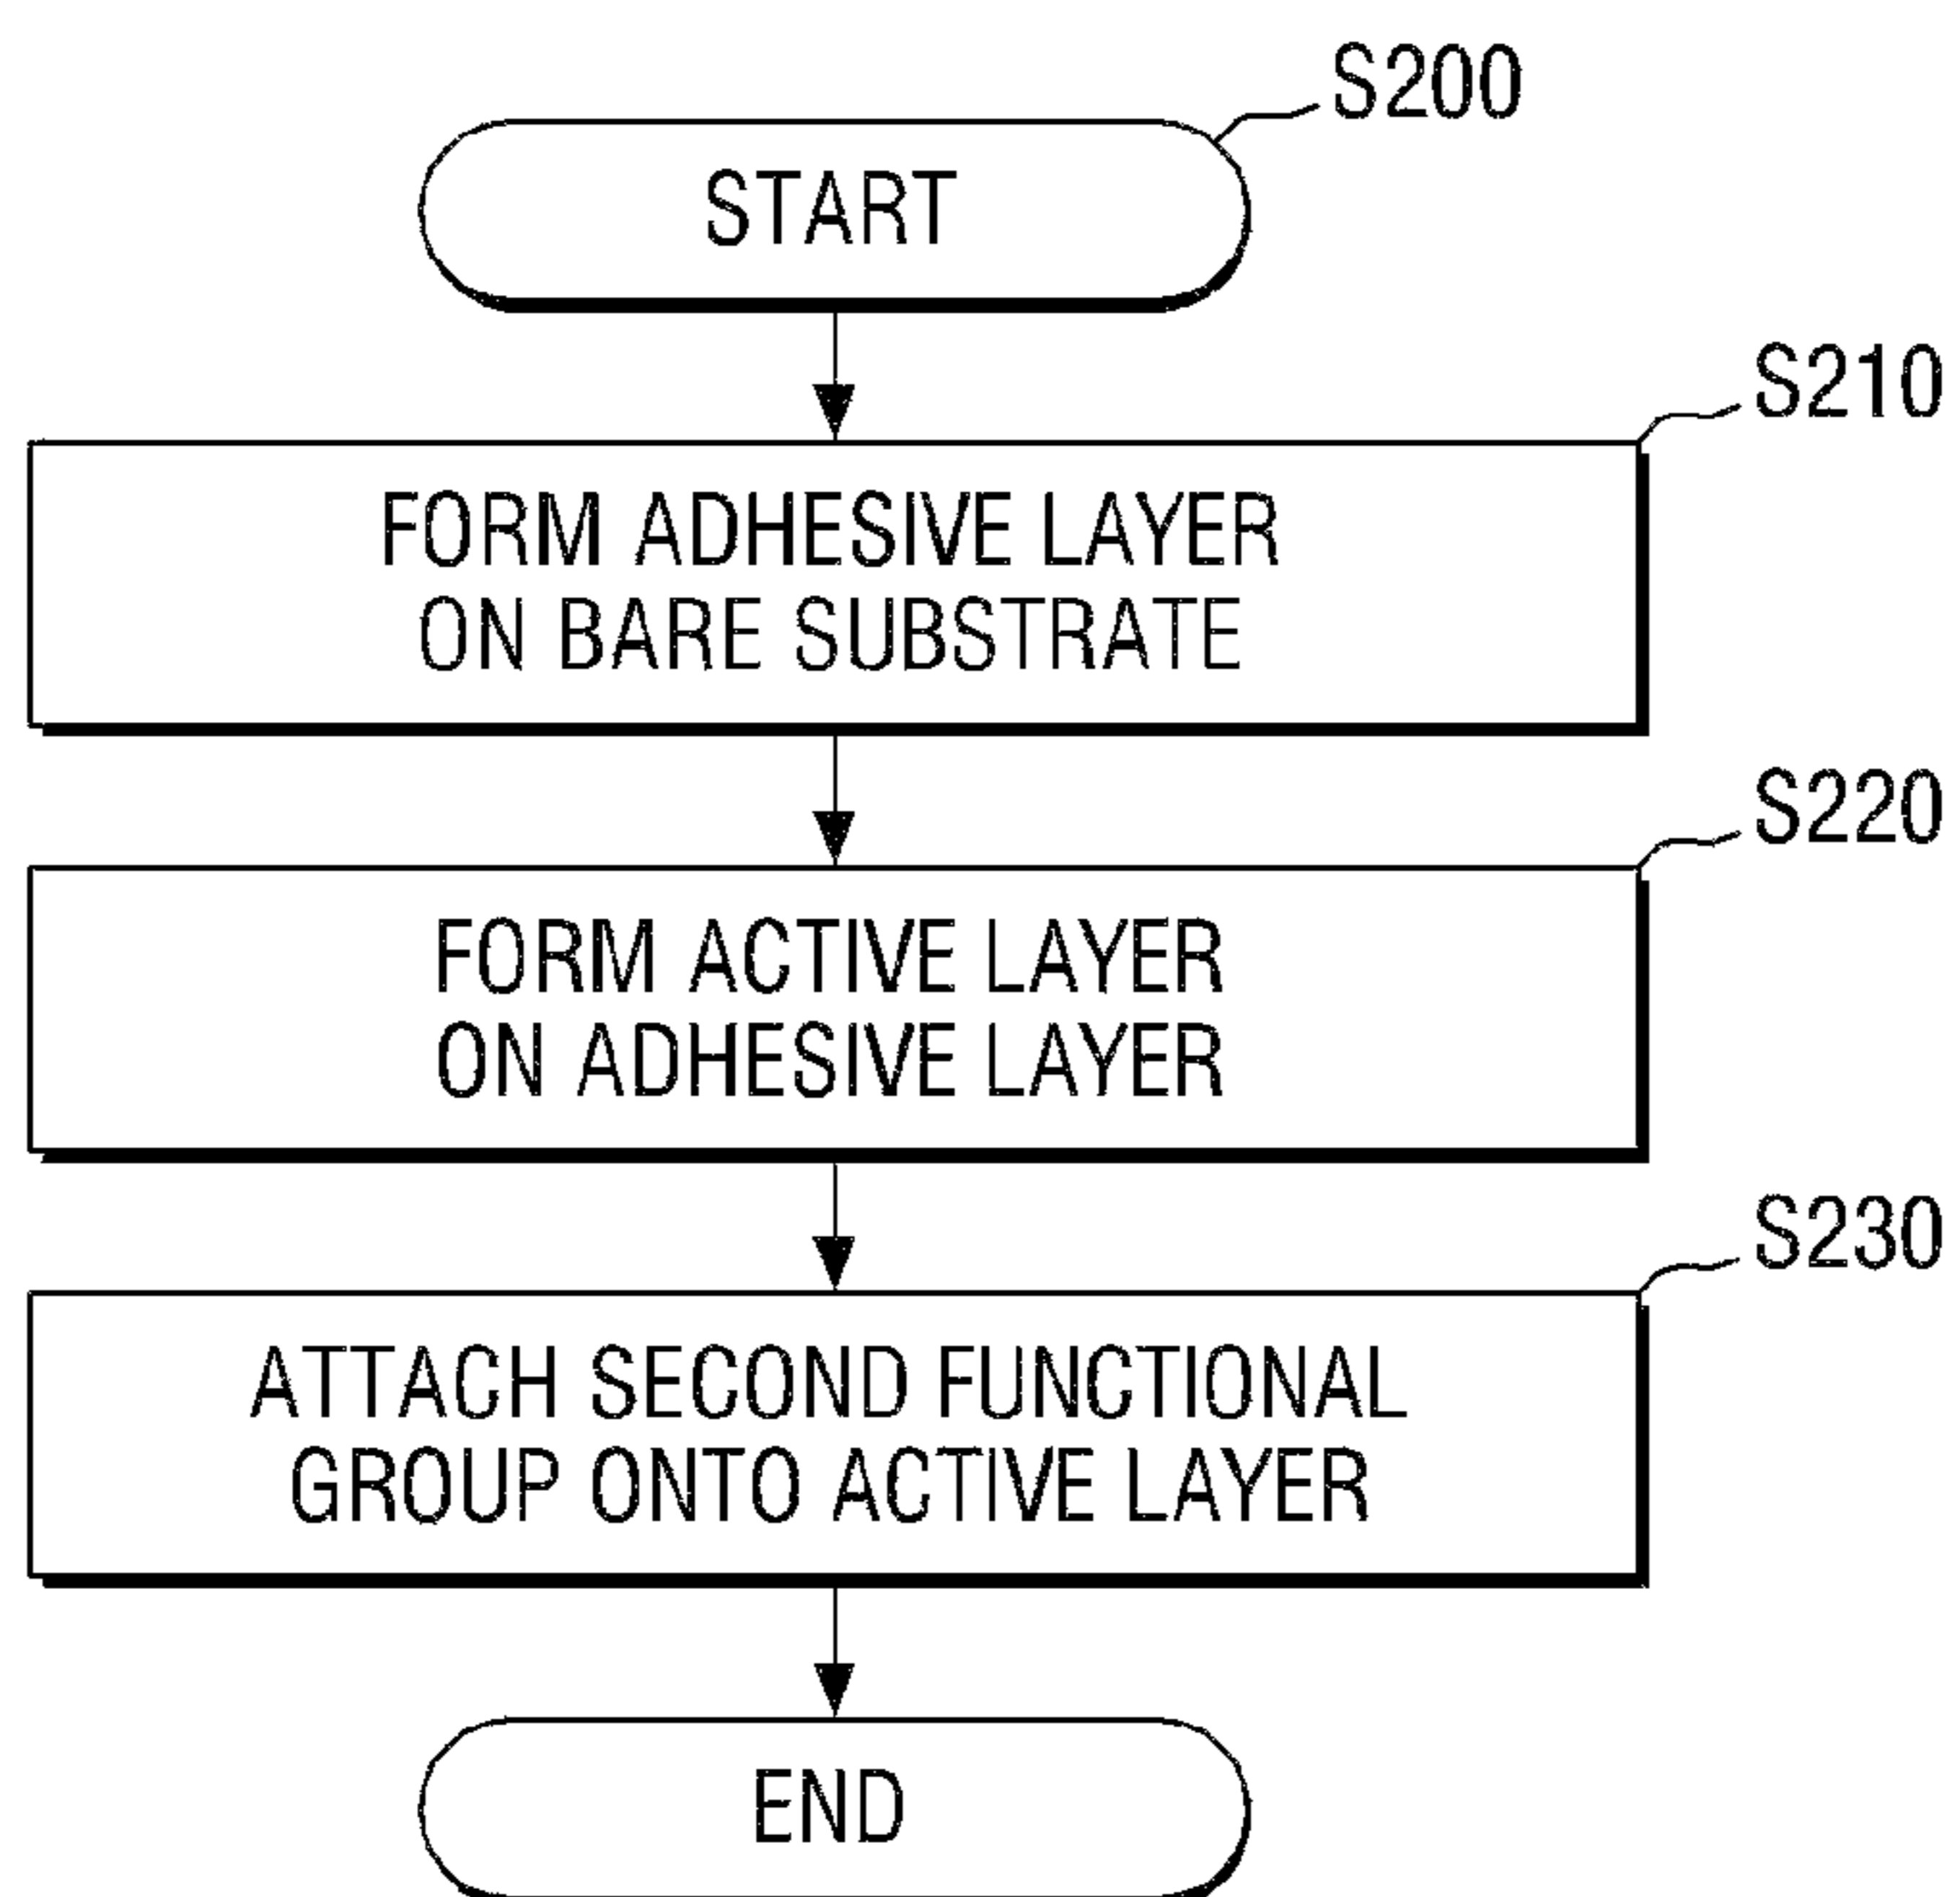 S200
START
S210
FORM ADHESIVE LAYER
ON BARE SUBSTRATE
S220
FORM ACTIVE LAYER
ON ADHESIVE LAYER
S230
ATTACH SECOND FUNCTIONAL
GROUP ONTO ACTIVE LAYER
END